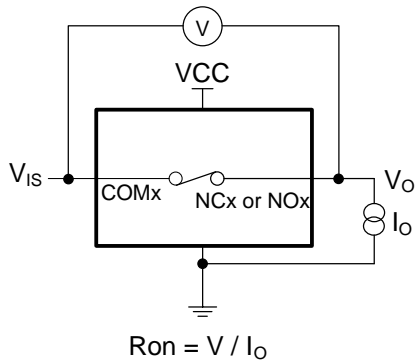 V
VCC
V_IS
COMx
NCx or NOx
V_O
I_O
Ron = V / I_O